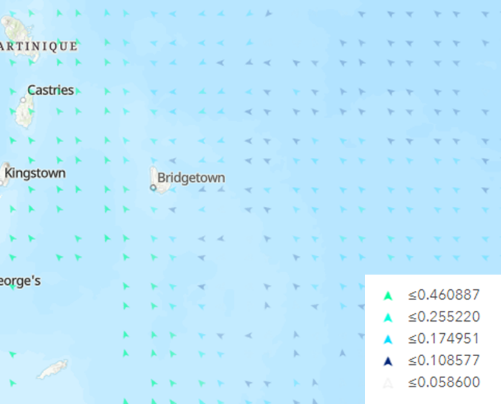 ARTINIQUE
Castries
Kingstown
Bridgetown
eorge's
≤0.460887
≤0.255220
≤0.174951
≤0.108577
≤0.058600